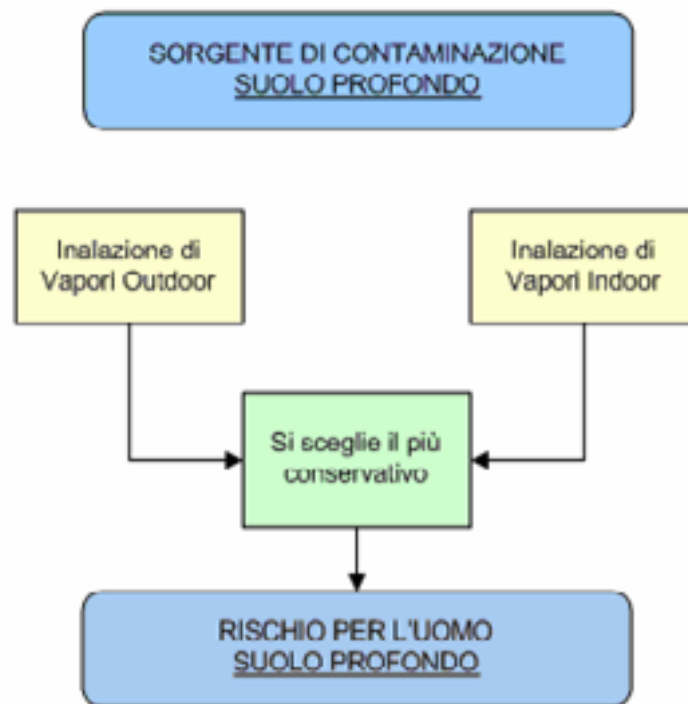 SORGENTE DI CONTAMINAZIONE
SUOLO PROFONDO
Inalazione di
Vapori Outdoor
Inalazione di
Vapori Indoor
Si sceglie il più
conservativo
RISCHIO PER L'UOMO
SUOLO PROFONDO